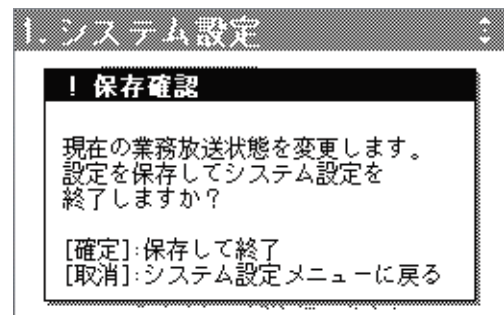 1. システム設定
! 保存確認
現在の業務放送状態を変更します。
設定を保存してシステム設定を
終了しますか？
[確定]:保存して終了
[取消]:システム設定メニューに戻る